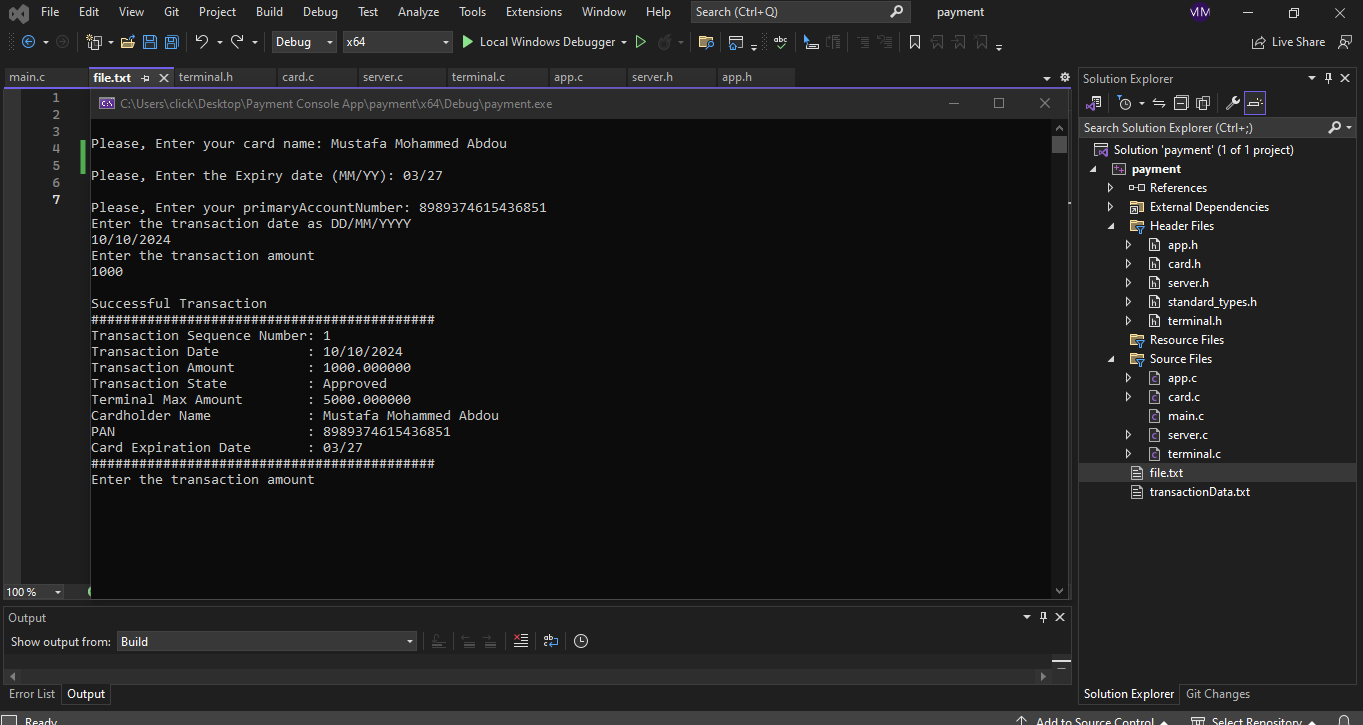 File Edit View Git Project Build Debug Test Analyze Tools Extensions Window Help Search (Ctrl+Q) payment VM
Debug x64 Local Windows Debugger Live Share
main.c file.txt terminal.h card.c server.c terminal.c app.c server.h app.h
1
2
3
4
5
6
7
C:\Users\click\Desktop\Payment Console App\payment\x64\Debug\payment.exe
Please, Enter your card name: Mustafa Mohammed Abdou
Please, Enter the Expiry date (MM/YY): 03/27
Please, Enter your primaryAccountNumber: 8989374615436851
Enter the transaction date as DD/MM/YYYY
10/10/2024
Enter the transaction amount
1000
Successful Transaction
###########################################
Transaction Sequence Number: 1
Transaction Date : 10/10/2024
Transaction Amount : 1000.000000
Transaction State : Approved
Terminal Max Amount : 5000.000000
Cardholder Name : Mustafa Mohammed Abdou
PAN : 8989374615436851
Card Expiration Date : 03/27
###########################################
Enter the transaction amount
100 %
Output
Show output from: Build
Error List Output
Solution Explorer
Search Solution Explorer (Ctrl+;)
Solution 'payment' (1 of 1 project)
payment
References
External Dependencies
Header Files
app.h
card.h
server.h
standard_types.h
terminal.h
Resource Files
Source Files
app.c
card.c
main.c
server.c
terminal.c
file.txt
transactionData.txt
Solution Explorer Git Changes
Ready Add to Source Control Select Repository